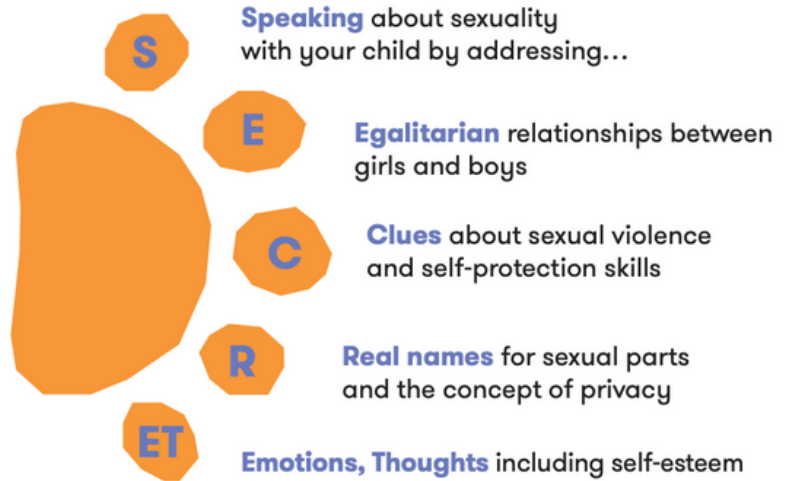 S
Speaking about sexuality
with your child by addressing...
E
Egalitarian relationships between
girls and boys
C
Clues about sexual violence
and self-protection skills
R
Real names for sexual parts
and the concept of privacy
ET
Emotions, Thoughts including self-esteem